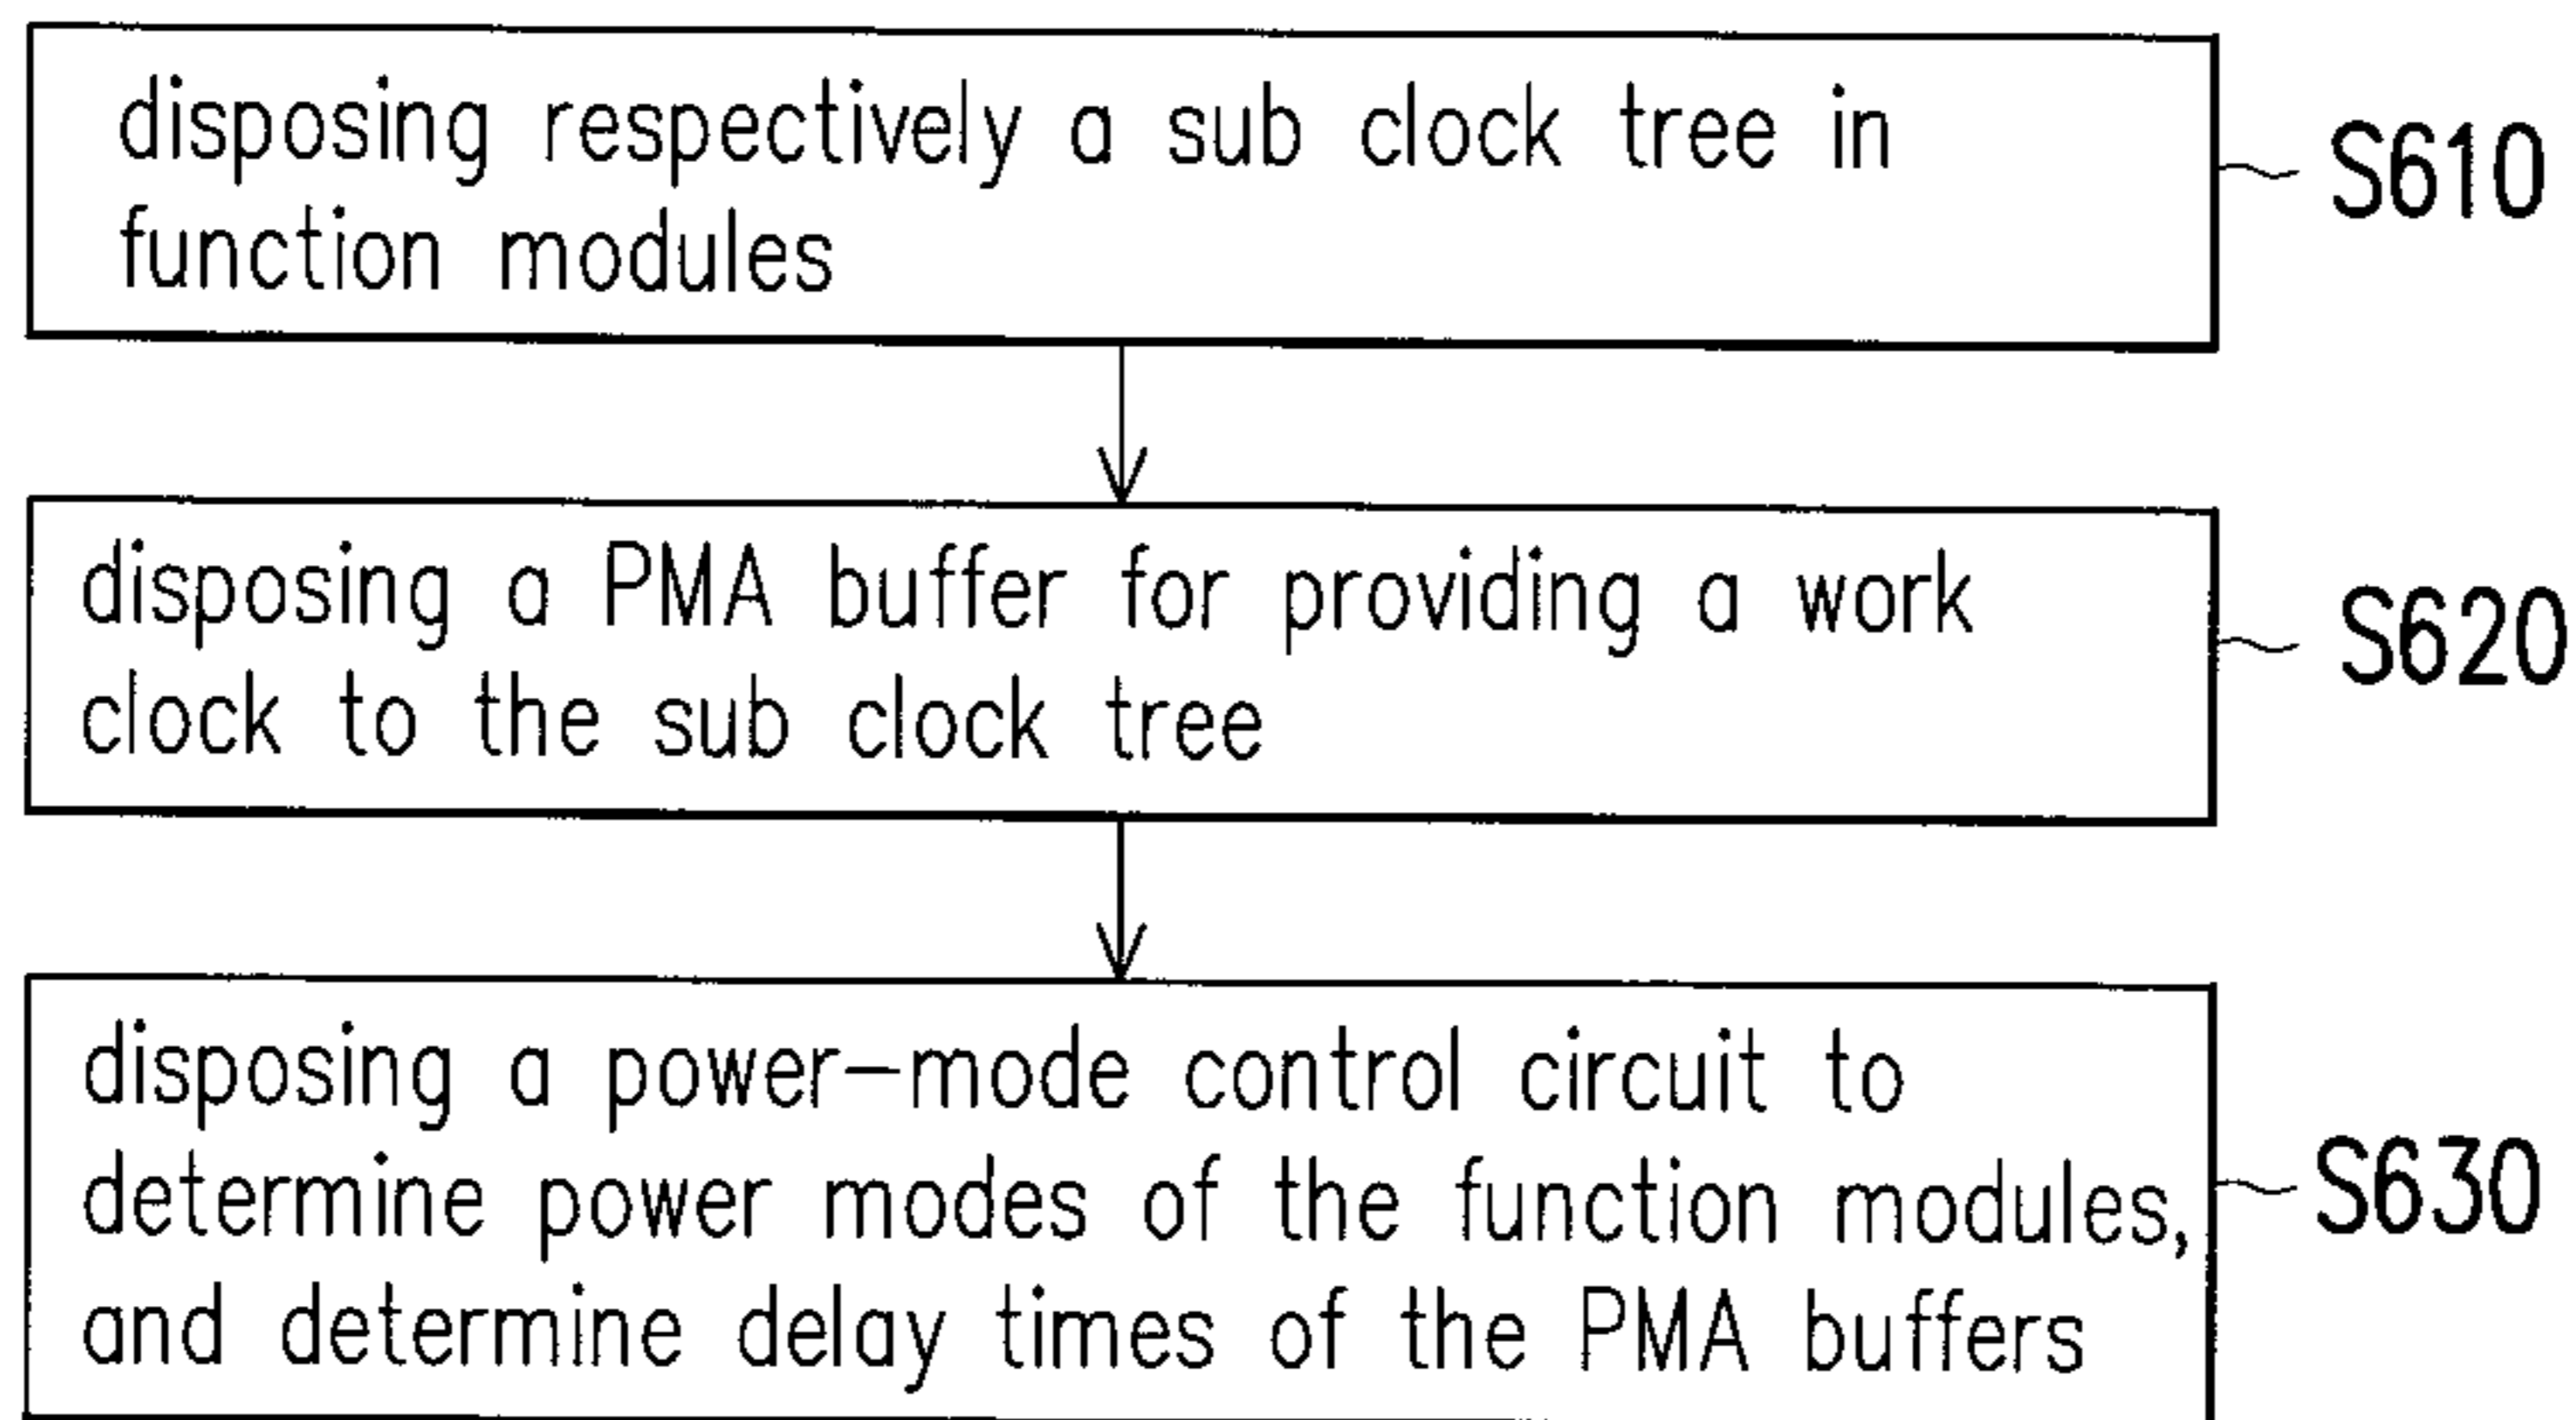 disposing respectively a sub clock tree in
function modules
S610
disposing a PMA buffer for providing a work
clock to the sub clock tree
S620
disposing a power-mode control circuit to
determine power modes of the function modules,
and determine delay times of the PMA buffers
S630